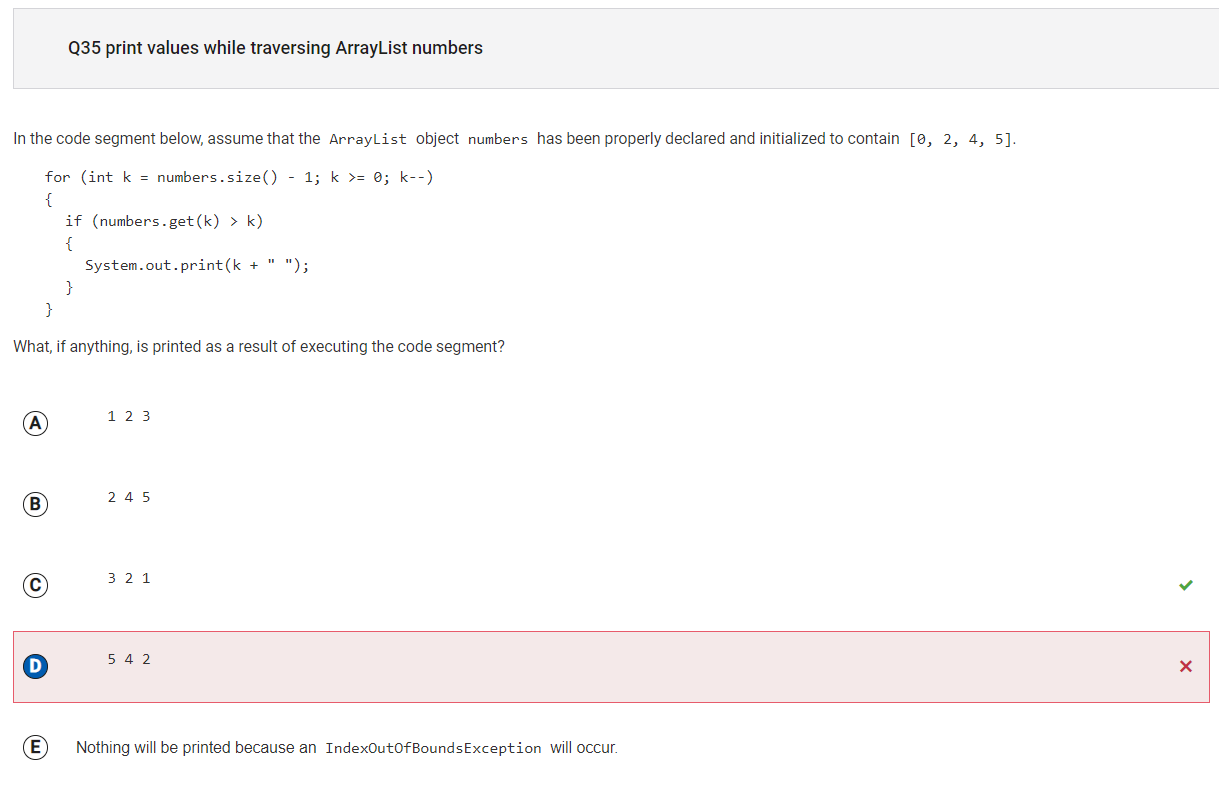 Q35 print values while traversing ArrayList numbers
In the code segment below, assume that the ArrayList object numbers has been properly declared and initialized to contain [0, 2, 4, 5].
for (int k = numbers.size() - 1; k >= 0; k--)
{
if (numbers.get(k) > k)
{
System.out.print(k + " ");
}
}
What, if anything, is printed as a result of executing the code segment?
A 1 2 3
B 2 4 5
C 3 2 1
D 5 4 2
E Nothing will be printed because an IndexOutOfBoundsException will occur.